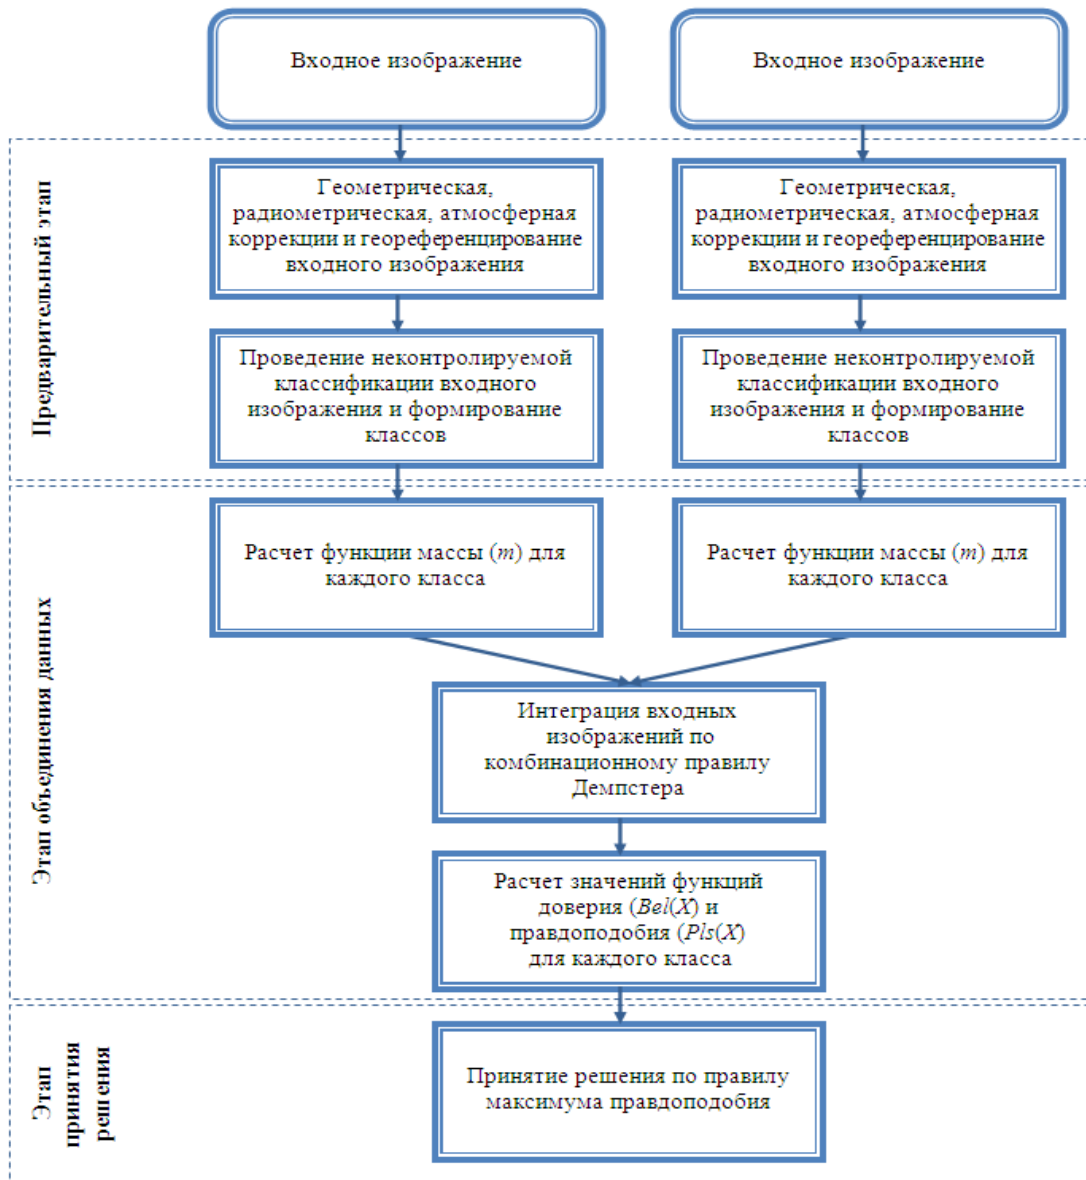 Входное изображение
Входное изображение
Предварительный этап
Геометрическая,
радиометрическая, атмосферная
коррекции и геореференцирование
входного изображения
Геометрическая,
радиометрическая, атмосферная
коррекции и геореференцирование
входного изображения
Проведение неконтролируемой
классификации входного
изображения и формирование
классов
Проведение неконтролируемой
классификации входного
изображения и формирование
классов
Этап объединения данных
Расчет функции массы (m) для
каждого класса
Расчет функции массы (m) для
каждого класса
Интеграция входных
изображений по
комбинационному правилу
Демпстера
Расчет значений функций
доверия (Bel(X) и
правдоподобия (Pls(X)
для каждого класса
Этап
принятия
решения
Принятие решения по правилу
максимума правдоподобия